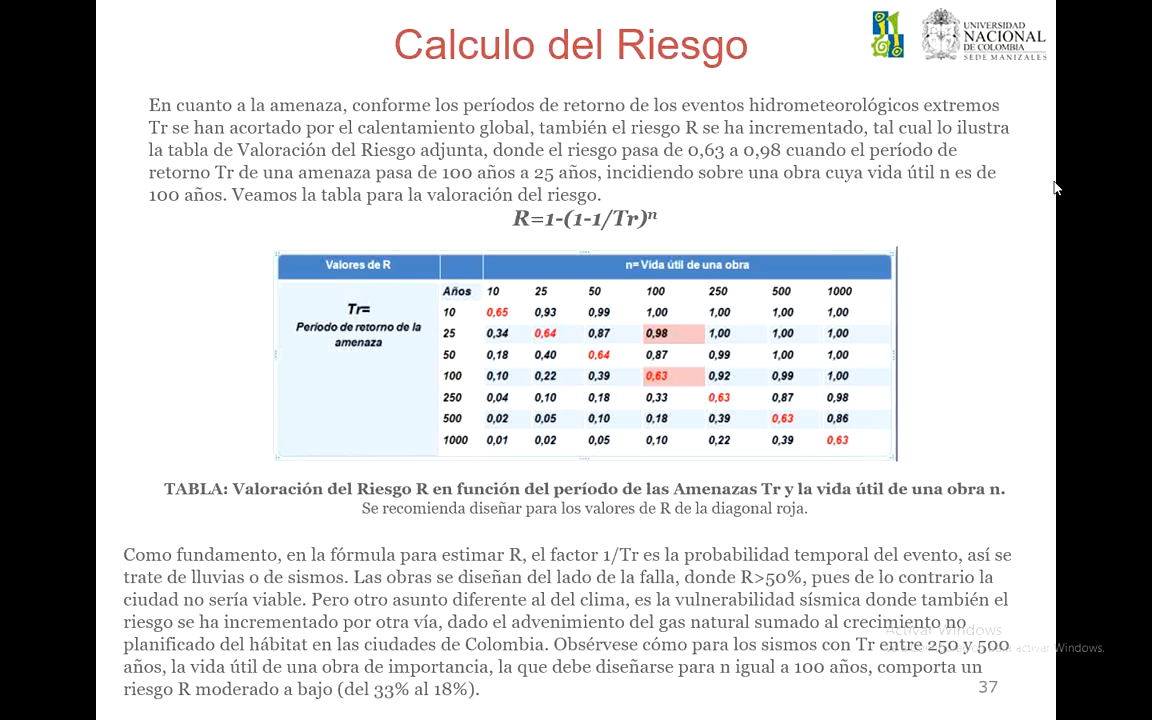 Calculo del Riesgo
UNIVERSIDAD
NACIONAL
DE COLOMBIA
SEDE MANIZALES
En cuanto a la amenaza, conforme los períodos de retorno de los eventos hidrometeorológicos extremos
Tr se han acortado por el calentamiento global, también el riesgo R se ha incrementado, tal cual lo ilustra
la tabla de Valoración del Riesgo adjunta, donde el riesgo pasa de 0,63 a 0,98 cuando el período de
retorno Tr de una amenaza pasa de 100 años a 25 años, incidiendo sobre una obra cuya vida útil n es de
100 años. Veamos la tabla para la valoración del riesgo.
R=1-(1-1/Tr)ⁿ
Valores de R n= Vida útil de una obra
Años 10 25 50 100 250 500 1000
Tr=
Período de retorno de la
amenaza
10 0,65 0,93 0,99 1,00 1,00 1,00 1,00
25 0,34 0,64 0,87 0,98 1,00 1,00 1,00
50 0,18 0,40 0,64 0,87 0,99 1,00 1,00
100 0,10 0,22 0,39 0,63 0,92 0,99 1,00
250 0,04 0,10 0,18 0,33 0,63 0,87 0,98
500 0,02 0,05 0,10 0,18 0,39 0,63 0,86
1000 0,01 0,02 0,05 0,10 0,22 0,39 0,63
TABLA: Valoración del Riesgo R en función del período de las Amenazas Tr y la vida útil de una obra n.
Se recomienda diseñar para los valores de R de la diagonal roja.
Como fundamento, en la fórmula para estimar R, el factor 1/Tr es la probabilidad temporal del evento, así se
trate de lluvias o de sismos. Las obras se diseñan del lado de la falla, donde R>50%, pues de lo contrario la
ciudad no sería viable. Pero otro asunto diferente al del clima, es la vulnerabilidad sísmica donde también el
riesgo se ha incrementado por otra vía, dado el advenimiento del gas natural sumado al crecimiento no
planificado del hábitat en las ciudades de Colombia. Obsérvese cómo para los sismos con Tr entre 250 y 500
años, la vida útil de una obra de importancia, la que debe diseñarse para n igual a 100 años, comporta un
riesgo R moderado a bajo (del 33% al 18%).
Activar Windows
activar Windows.
37